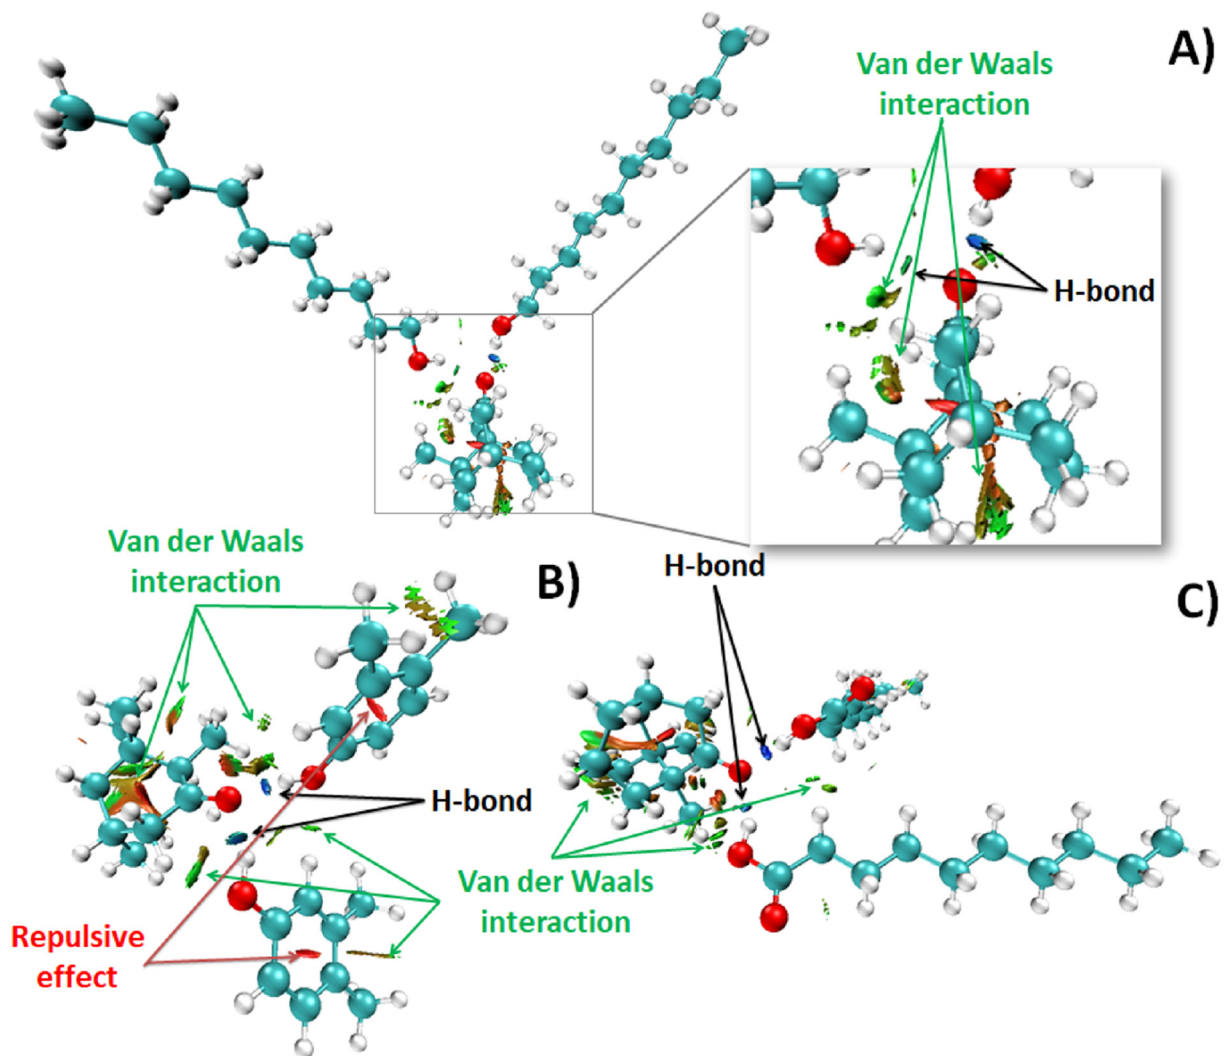 A)
Van der Waals
interaction
H-bond
Van der Waals
interaction
B)
H-bond
C)
H-bond
Van der Waals
interaction
Repulsive
effect